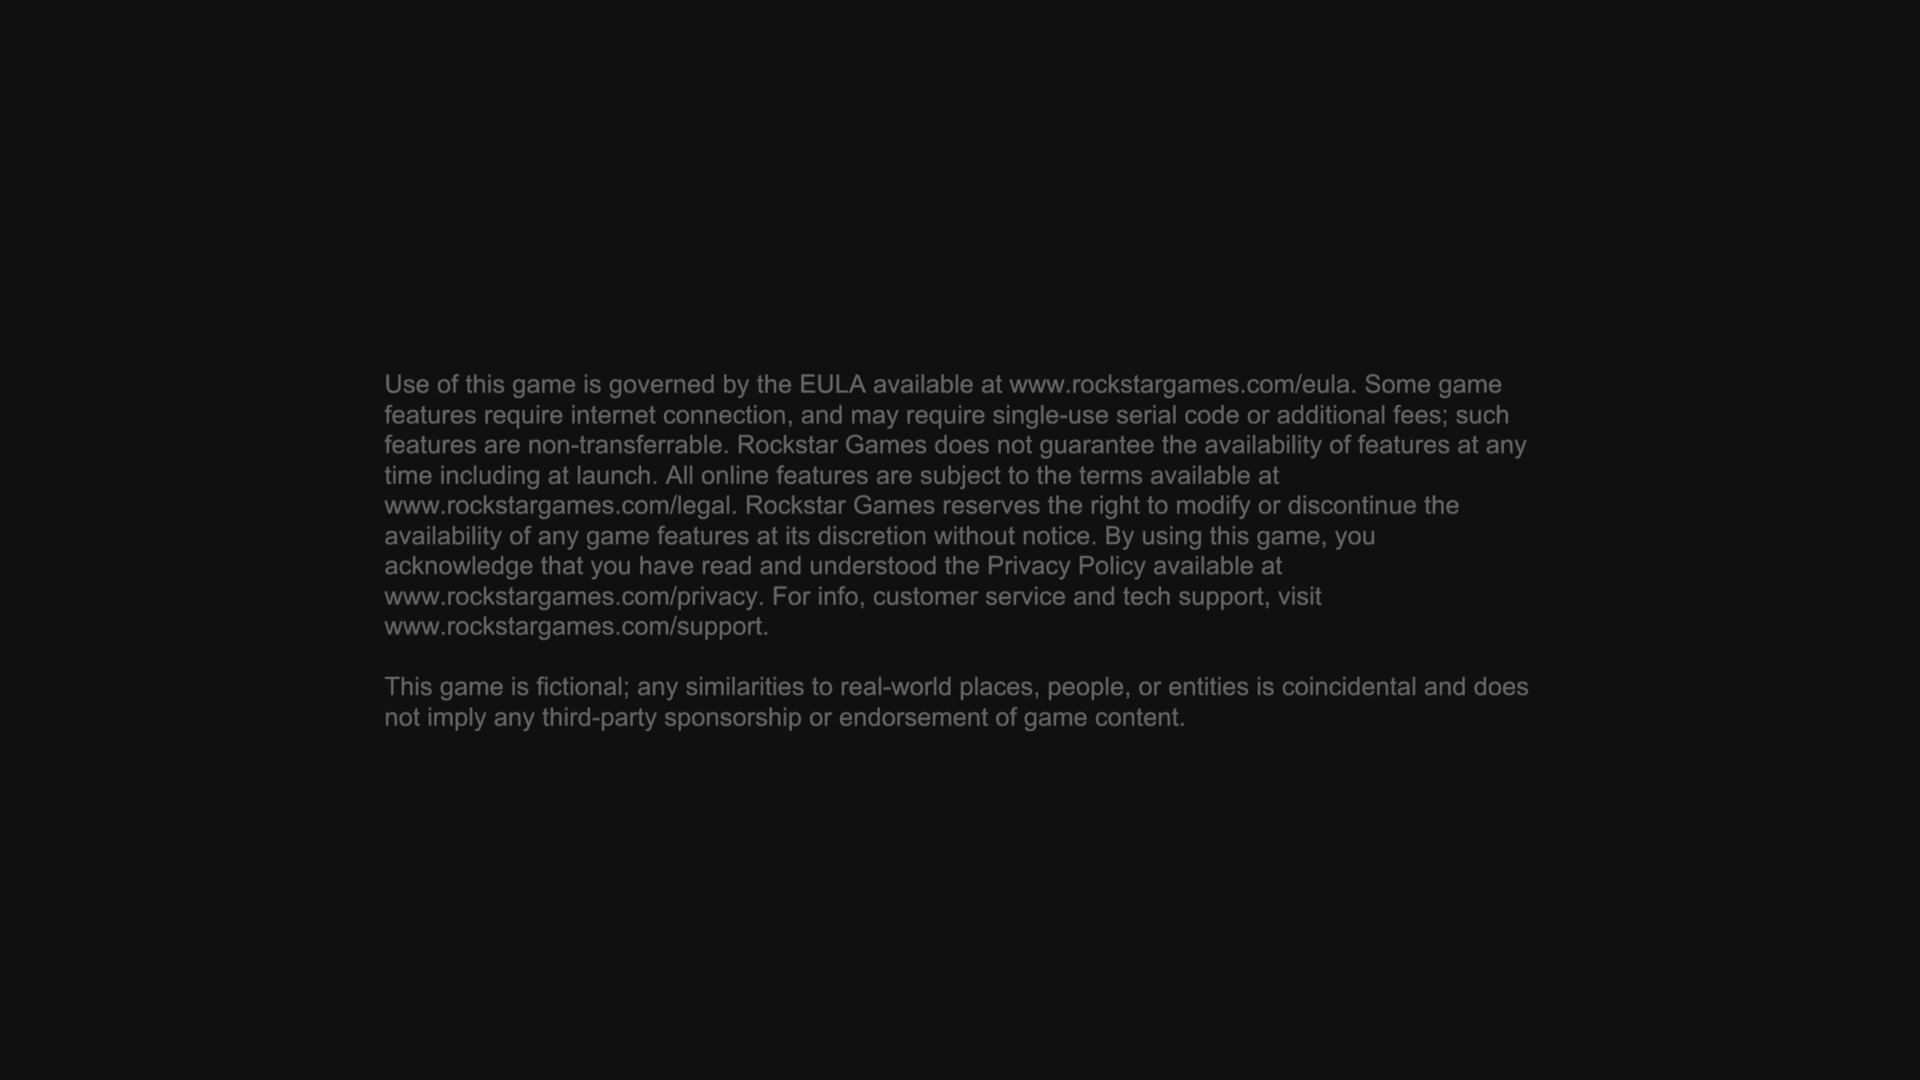 Use of this game is governed by the EULA available at www.rockstargames.com/eula. Some game
features require internet connection, and may require single-use serial code or additional fees; such
features are non-transferrable. Rockstar Games does not guarantee the availability of features at any
time including at launch. All online features are subject to the terms available at
www.rockstargames.com/legal. Rockstar Games reserves the right to modify or discontinue the
availability of any game features at its discretion without notice. By using this game, you
acknowledge that you have read and understood the Privacy Policy available at
www.rockstargames.com/privacy. For info, customer service and tech support, visit
www.rockstargames.com/support.
This game is fictional; any similarities to real-world places, people, or entities is coincidental and does
not imply any third-party sponsorship or endorsement of game content.